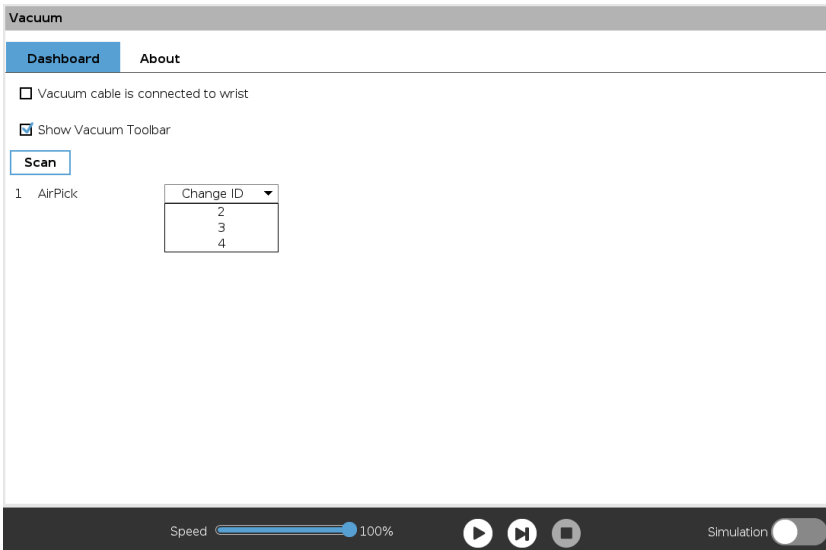 Vacuum
Dashboard About
Vacuum cable is connected to wrist
Show Vacuum Toolbar
Scan
1 AirPick Change ID
2
3
4
Speed 100% Simulation